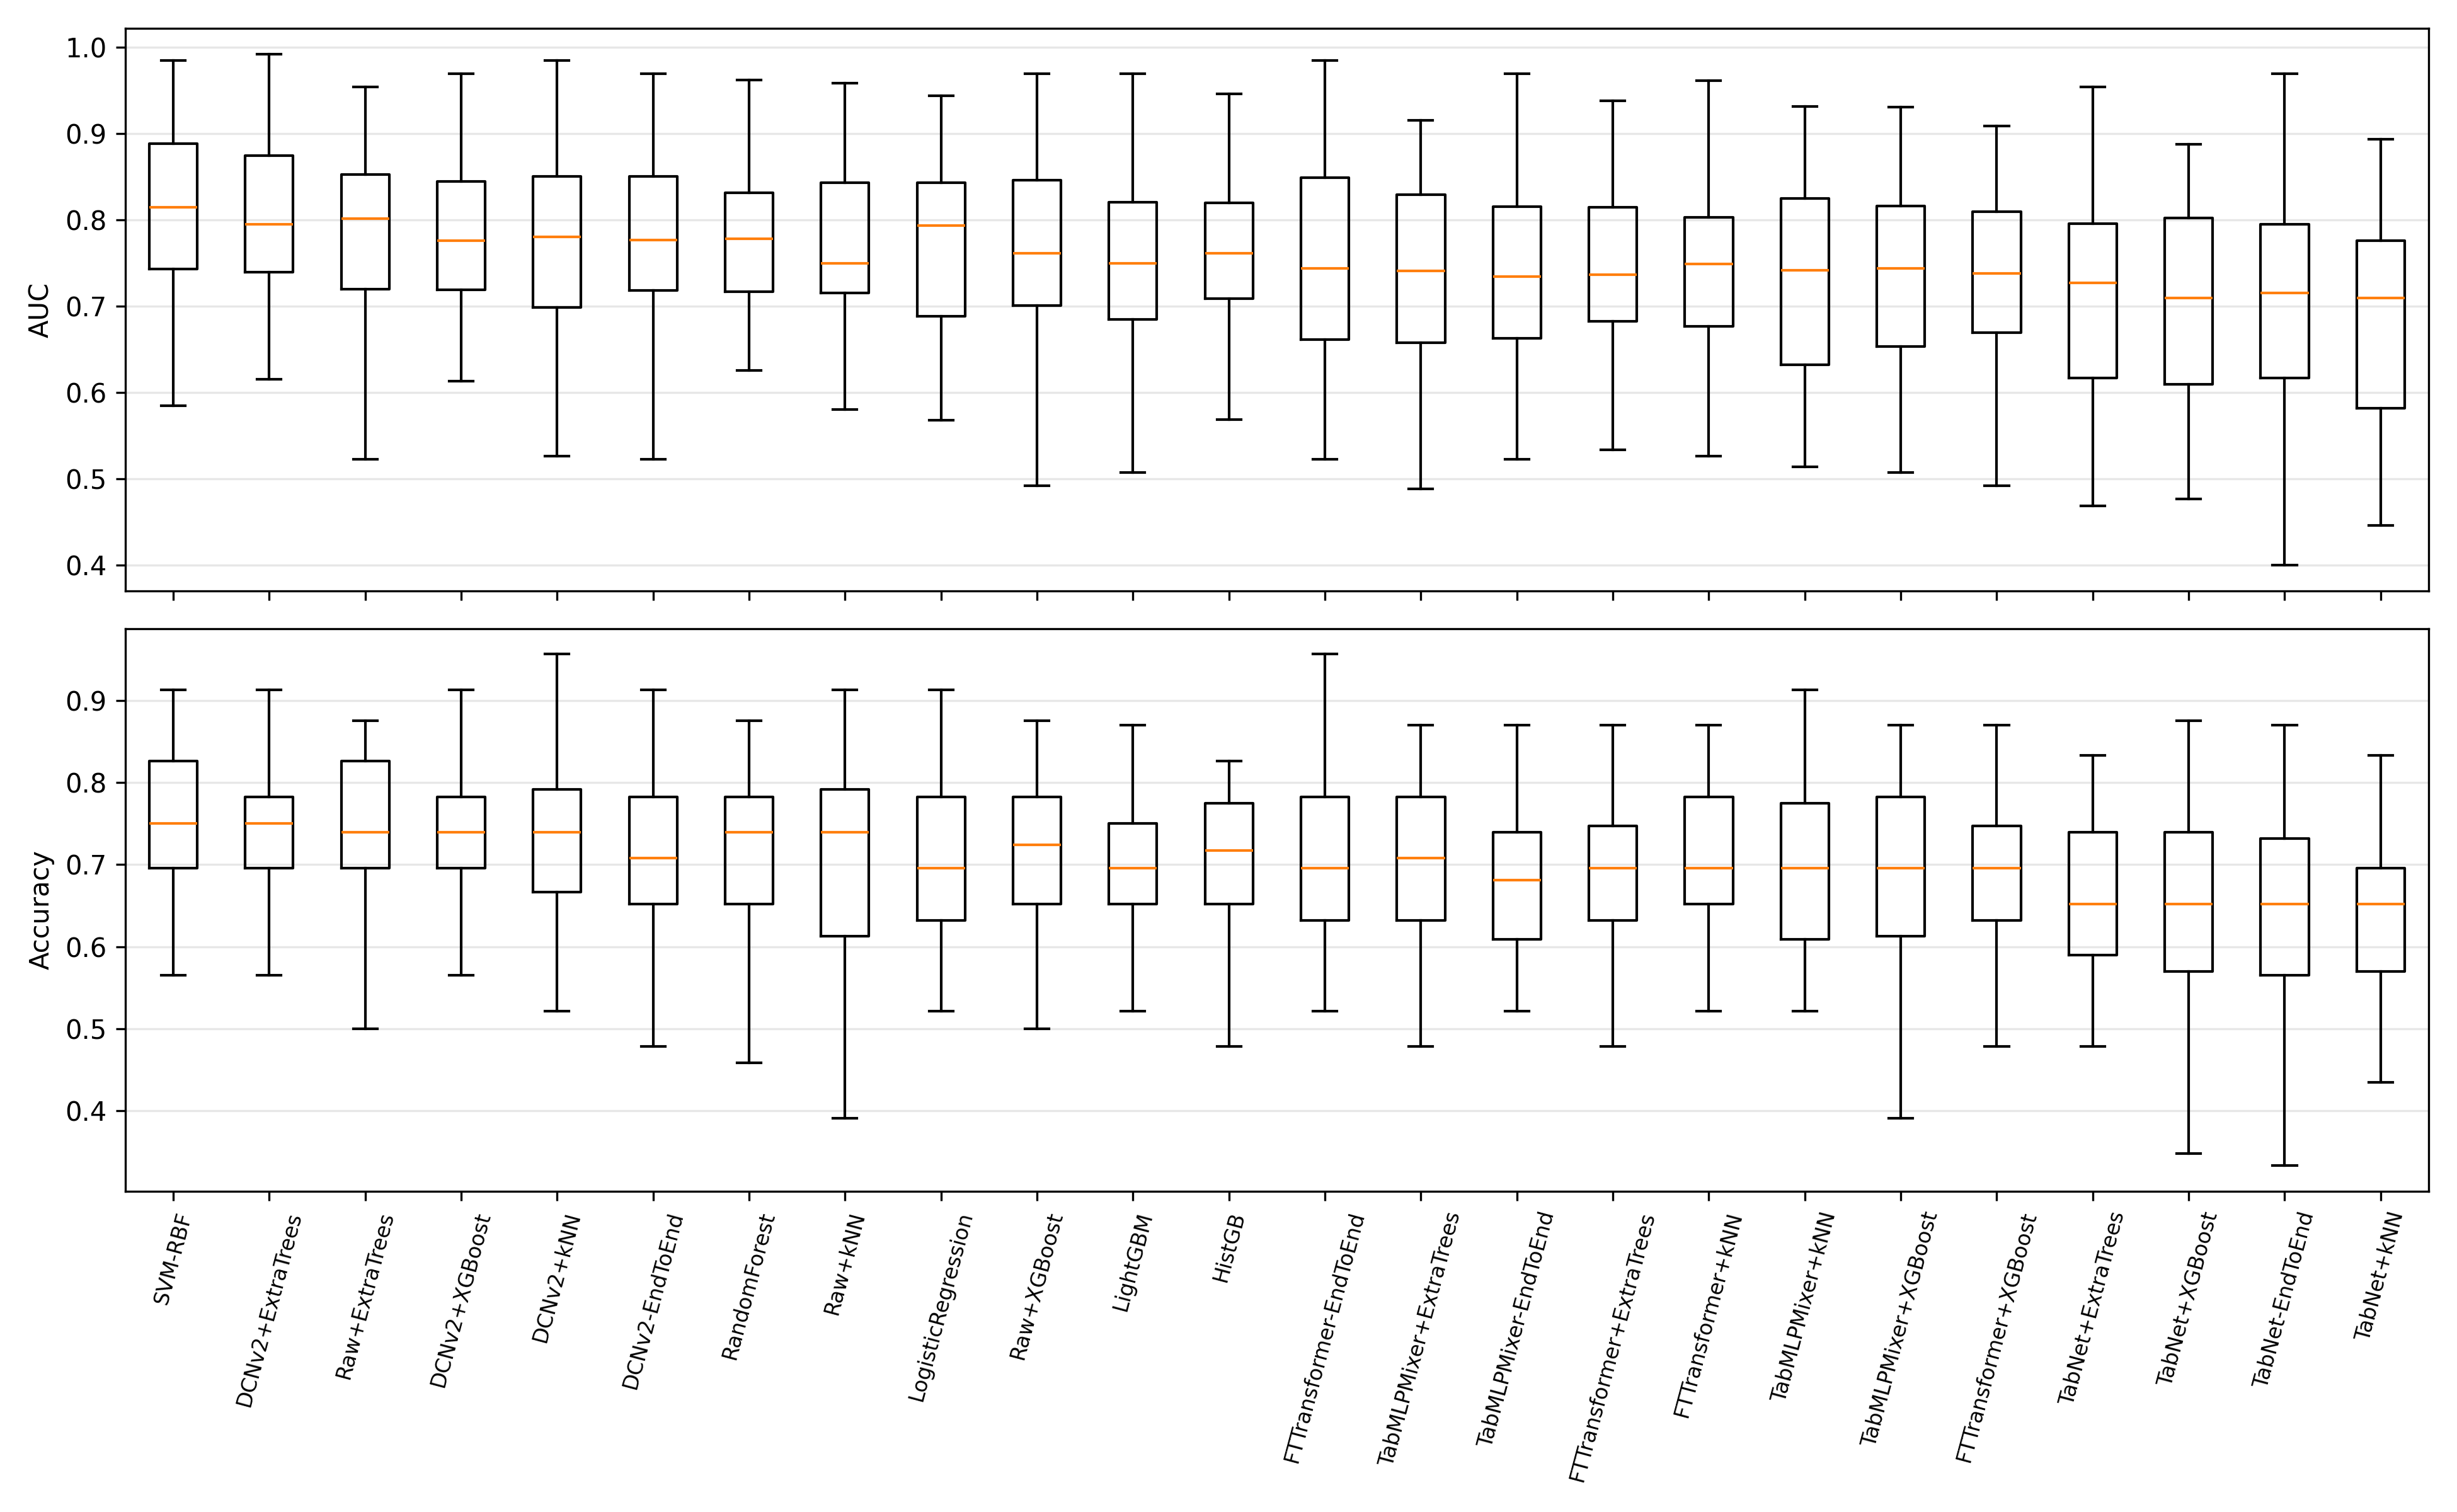 1.0
0.9
0.8
0.7
0.6
0.5
0.4
AUC
0.9
0.8
0.7
0.6
0.5
0.4
Accuracy
SVM-RBF
DCNv2+ExtraTrees
Raw+ExtraTrees
DCNv2+XGBoost
DCNv2+kNN
DCNv2-EndToEnd
RandomForest
Raw+kNN
LogisticRegression
Raw+XGBoost
LightGBM
HistGB
FTTransformer-EndToEnd
TabMLPMixer+ExtraTrees
TabMLPMixer-EndToEnd
FTTransformer+ExtraTrees
FTTransformer+kNN
TabMLPMixer+kNN
TabMLPMixer+XGBoost
FTTransformer+XGBoost
TabNet+ExtraTrees
TabNet+XGBoost
TabNet-EndToEnd
TabNet+kNN